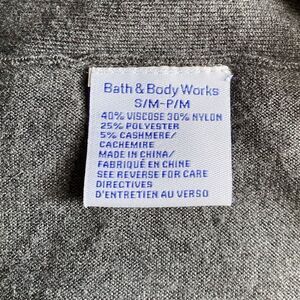 Bath & Body Works
S/M-P/M
40% VISCOSE 30% NYLON
25% POLYESTER
5% CASHMERE/
CACHEMIRE
MADE IN CHINA/
FABRIQUÉ EN CHINE
SEE REVERSE FOR CARE
DIRECTIVES
D'ENTRETIEN AU VERSO